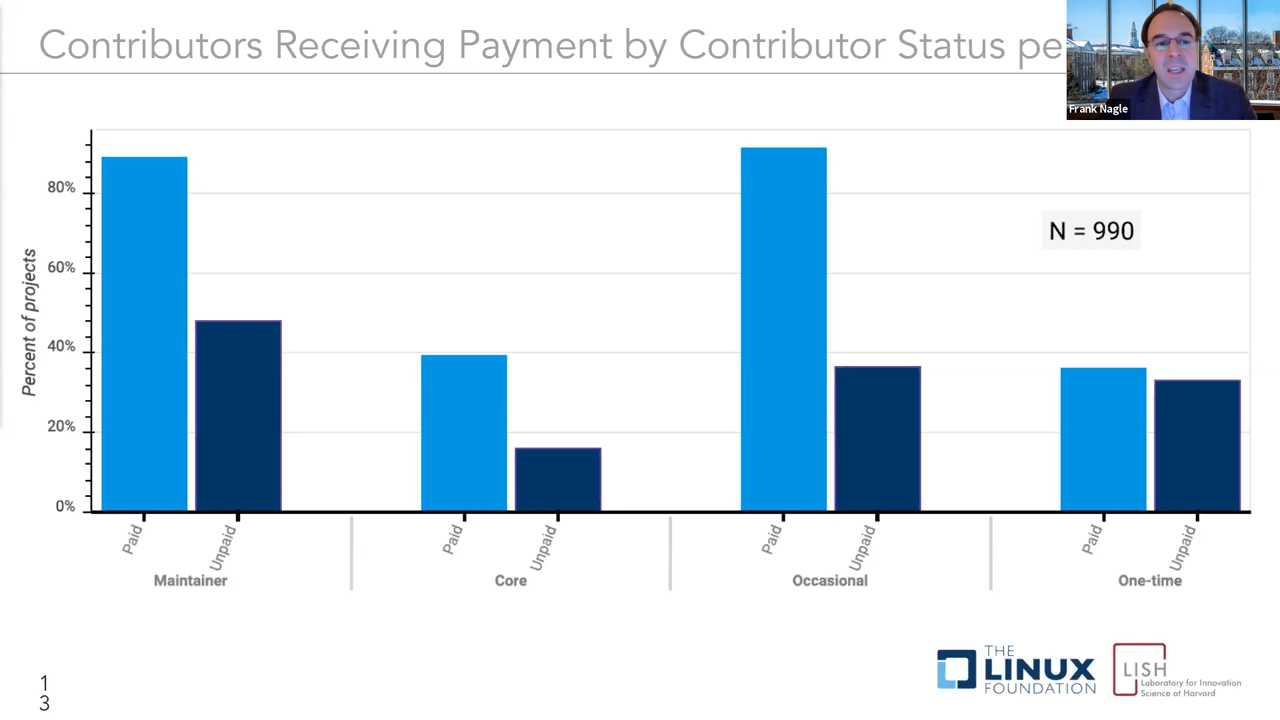 Contributors Receiving Payment by Contributor Status pe
Frank Nagle
80%
60%
40%
20%
0%
Percent of projects
N = 990
Paid
Unpaid
Paid
Unpaid
Paid
Unpaid
Paid
Unpaid
Maintainer
Core
Occasional
One-time
THE
LINUX
FOUNDATION
LISH
Laboratory for Innovation
Science at Harvard
1
3